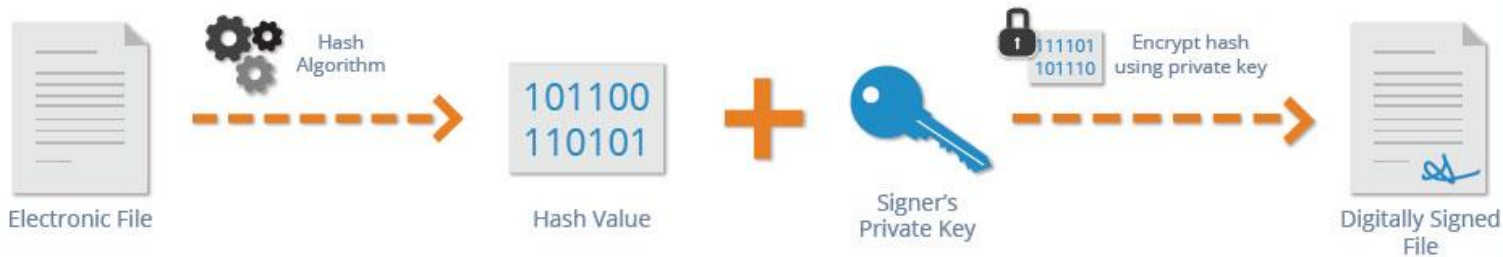 Electronic File
Hash
Algorithm
101100
110101
Hash Value
Signer's
Private Key
111101
101110
Encrypt hash
using private key
Digitally Signed
File